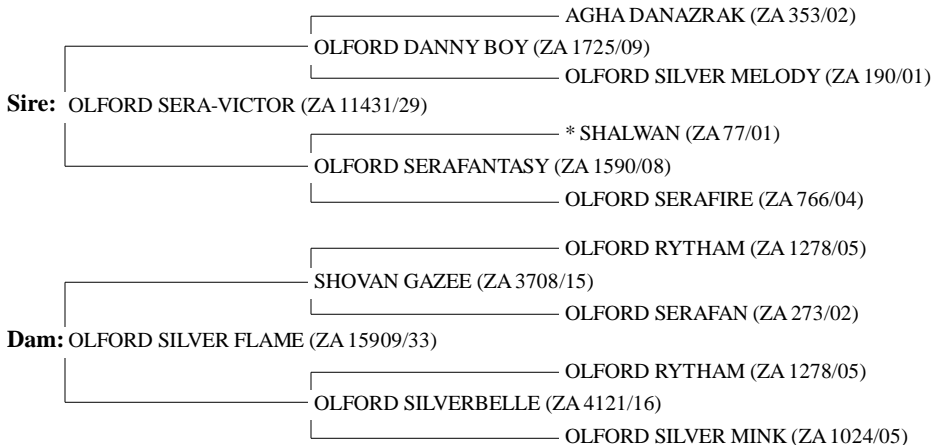 AGHA DANAZRAK (ZA 353/02)
OLFORD DANNY BOY (ZA 1725/09)
OLFORD SILVER MELODY (ZA 190/01)
Sire: OLFORD SERA-VICTOR (ZA 11431/29)
* SHALWAN (ZA 77/01)
OLFORD SERAFANTASY (ZA 1590/08)
OLFORD SERAFIRE (ZA 766/04)
OLFORD RYTHAM (ZA 1278/05)
SHOVAN GAZEE (ZA 3708/15)
OLFORD SERAFAN (ZA 273/02)
Dam: OLFORD SILVER FLAME (ZA 15909/33)
OLFORD RYTHAM (ZA 1278/05)
OLFORD SILVERBELLE (ZA 4121/16)
OLFORD SILVER MINK (ZA 1024/05)